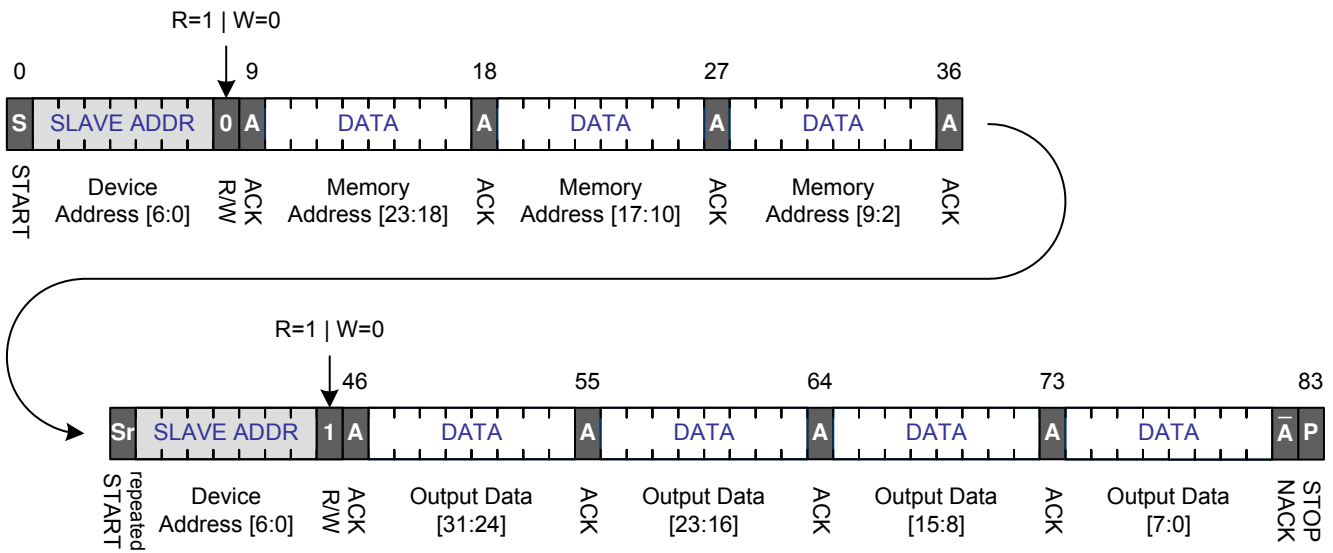 R=1 | W=0
0 9 18 27 36
S SLAVE ADDR 0 A DATA A DATA A DATA A
START
Device
Address [6:0]
R/W
ACK
Memory
Address [23:18]
ACK
Memory
Address [17:10]
ACK
Memory
Address [9:2]
ACK
R=1 | W=0
46 55 64 73 83
Sr SLAVE ADDR 1 A DATA A DATA A DATA A DATA A̅ P
repeated
START
Device
Address [6:0]
R/W
ACK
Output Data
[31:24]
ACK
Output Data
[23:16]
ACK
Output Data
[15:8]
ACK
Output Data
[7:0]
NACK
STOP